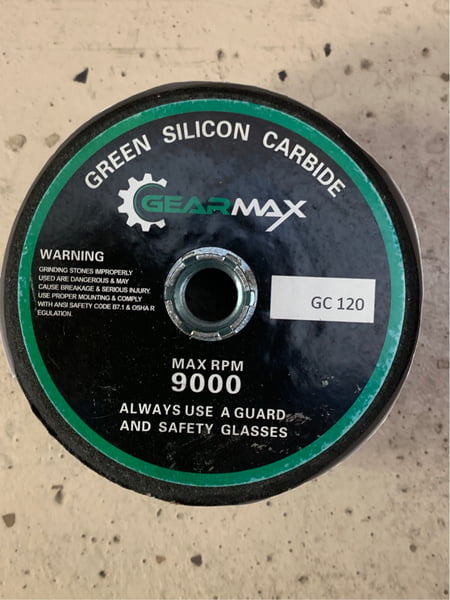 GREEN SILICON CARBIDE
GEARMAX
WARNING
GRINDING STONES IMPROPERLY
USED ARE DANGEROUS & MAY
CAUSE BREAKAGE & SERIOUS INJURY.
USE PROPER MOUNTING & COMPLY
WITH ANSI SAFETY CODE B7.1 & OSHA R
EGULATION.
GC 120
MAX RPM
9000
ALWAYS USE A GUARD
AND SAFETY GLASSES